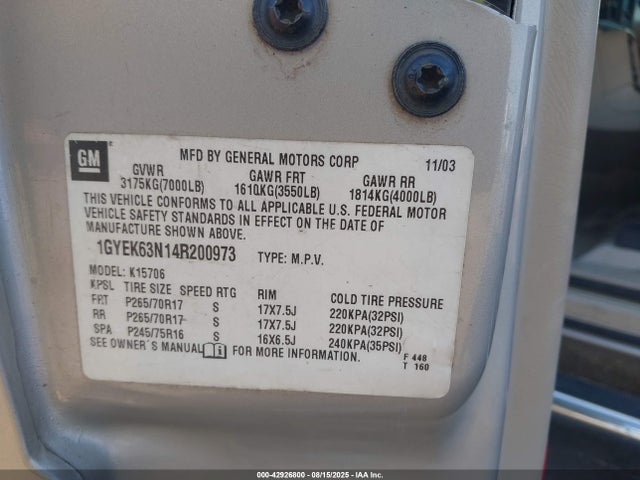 GM
MFD BY GENERAL MOTORS CORP 11/03
GVWR GAWR FRT GAWR RR
3175KG(7000LB) 1610KG(3550LB) 1814KG(4000LB)
THIS VEHICLE CONFORMS TO ALL APPLICABLE U.S. FEDERAL MOTOR
VEHICLE SAFETY STANDARDS IN EFFECT ON THE DATE OF
MANUFACTURE SHOWN ABOVE.
1GYEK63N14R200973 TYPE: M.P.V.
MODEL: K15706
KPSL TIRE SIZE SPEED RTG RIM COLD TIRE PRESSURE
FRT P265/70R17 S 17X7.5J 220KPA(32PSI)
RR P265/70R17 S 17X7.5J 220KPA(32PSI)
SPA P245/75R16 S 16X6.5J 240KPA(35PSI)
SEE OWNER'S MANUAL FOR MORE INFORMATION.
F 448
T 160
000-42926800 - 08/15/2025 - IAA Inc.